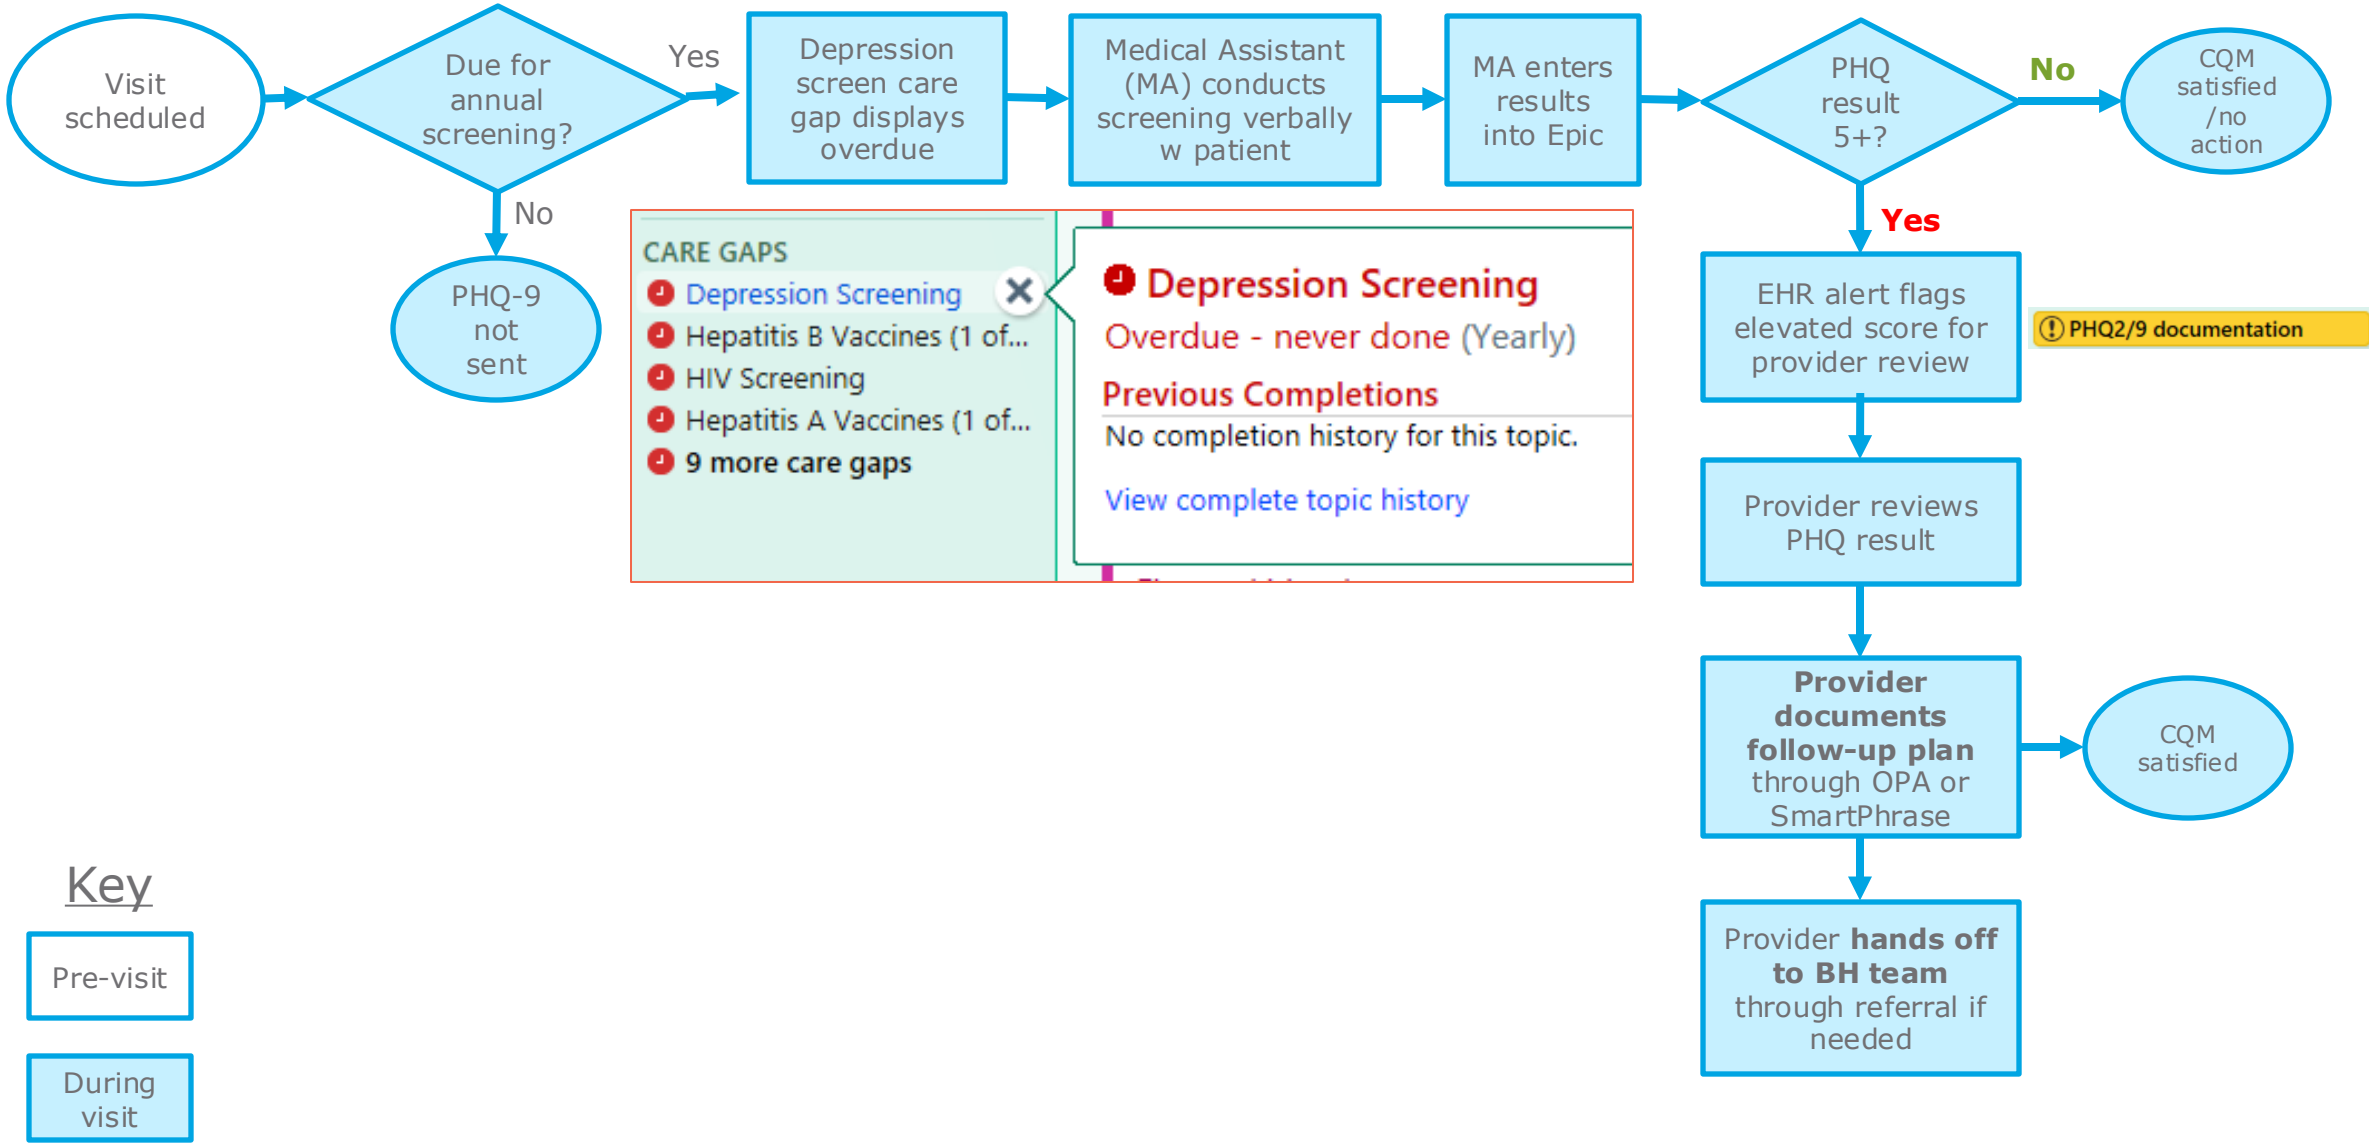 Visit
scheduled
Due for
annual
screening?
Yes
No
PHQ-9
not
sent
Depression
screen care
gap displays
overdue
Medical Assistant
(MA) conducts
screening verbally
w patient
MA enters
results
into Epic
PHQ
result
5+?
No
CQM
satisfied
/no
action
Yes
CARE GAPS
Depression Screening
Hepatitis B Vaccines (1 of...
HIV Screening
Hepatitis A Vaccines (1 of...
9 more care gaps
Depression Screening
Overdue - never done (Yearly)
Previous Completions
No completion history for this topic.
View complete topic history
EHR alert flags
elevated score for
provider review
PHQ2/9 documentation
Provider reviews
PHQ result
Provider
documents
follow-up plan
through OPA or
SmartPhrase
CQM
satisfied
Provider hands off
to BH team
through referral if
needed
Key
Pre-visit
During
visit